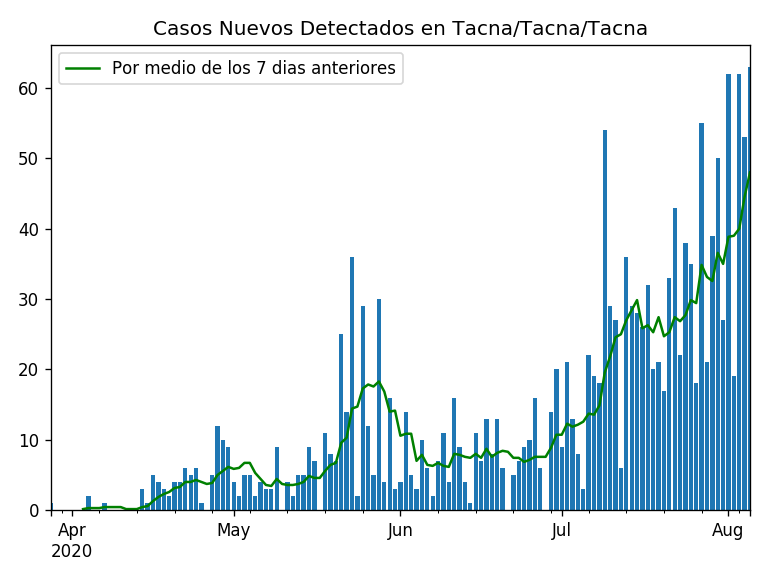 Casos Nuevos Detectados en Tacna/Tacna/Tacna
Por medio de los 7 dias anteriores
60
50
40
30
20
10
0
Apr May Jun Jul Aug
2020